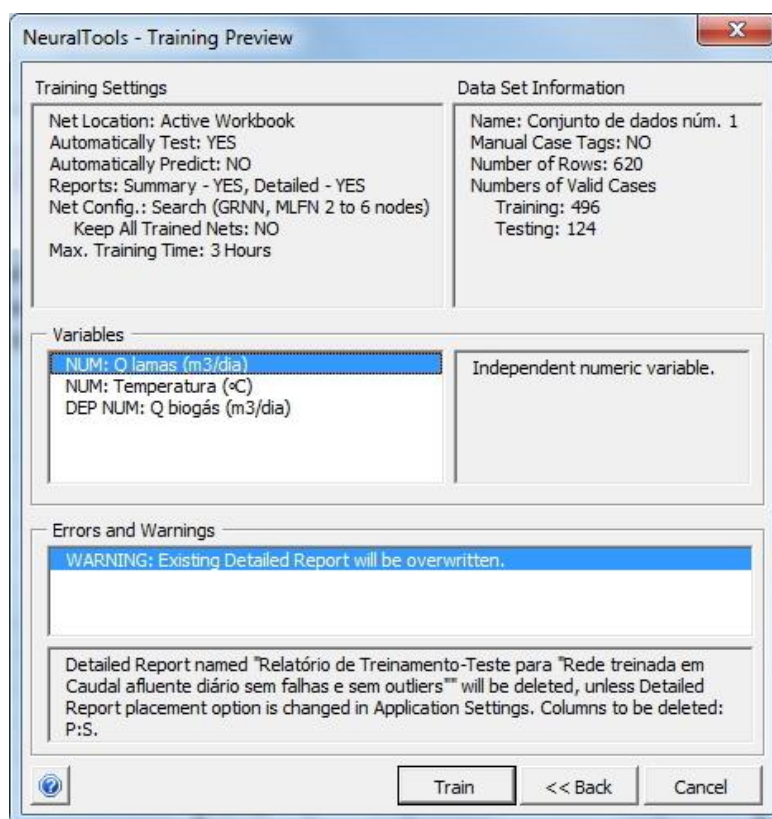 NeuralTools - Training Preview
Training Settings
Net Location: Active Workbook
Automatically Test: YES
Automatically Predict: NO
Reports: Summary - YES, Detailed - YES
Net Config.: Search (GRNN, MLFN 2 to 6 nodes)
Keep All Trained Nets: NO
Max. Training Time: 3 Hours
Data Set Information
Name: Conjunto de dados núm. 1
Manual Case Tags: NO
Number of Rows: 620
Numbers of Valid Cases
Training: 496
Testing: 124
Variables
NUM: Q lamas (m3/dia)
NUM: Temperatura (ºC)
DEP NUM: Q biogás (m3/dia)
Independent numeric variable.
Errors and Warnings
WARNING: Existing Detailed Report will be overwritten.
Detailed Report named "Relatório de Treinamento-Teste para "Rede treinada em
Caudal afluente diário sem falhas e sem outliers"" will be deleted, unless Detailed
Report placement option is changed in Application Settings. Columns to be deleted:
P:S.
Train
<< Back
Cancel